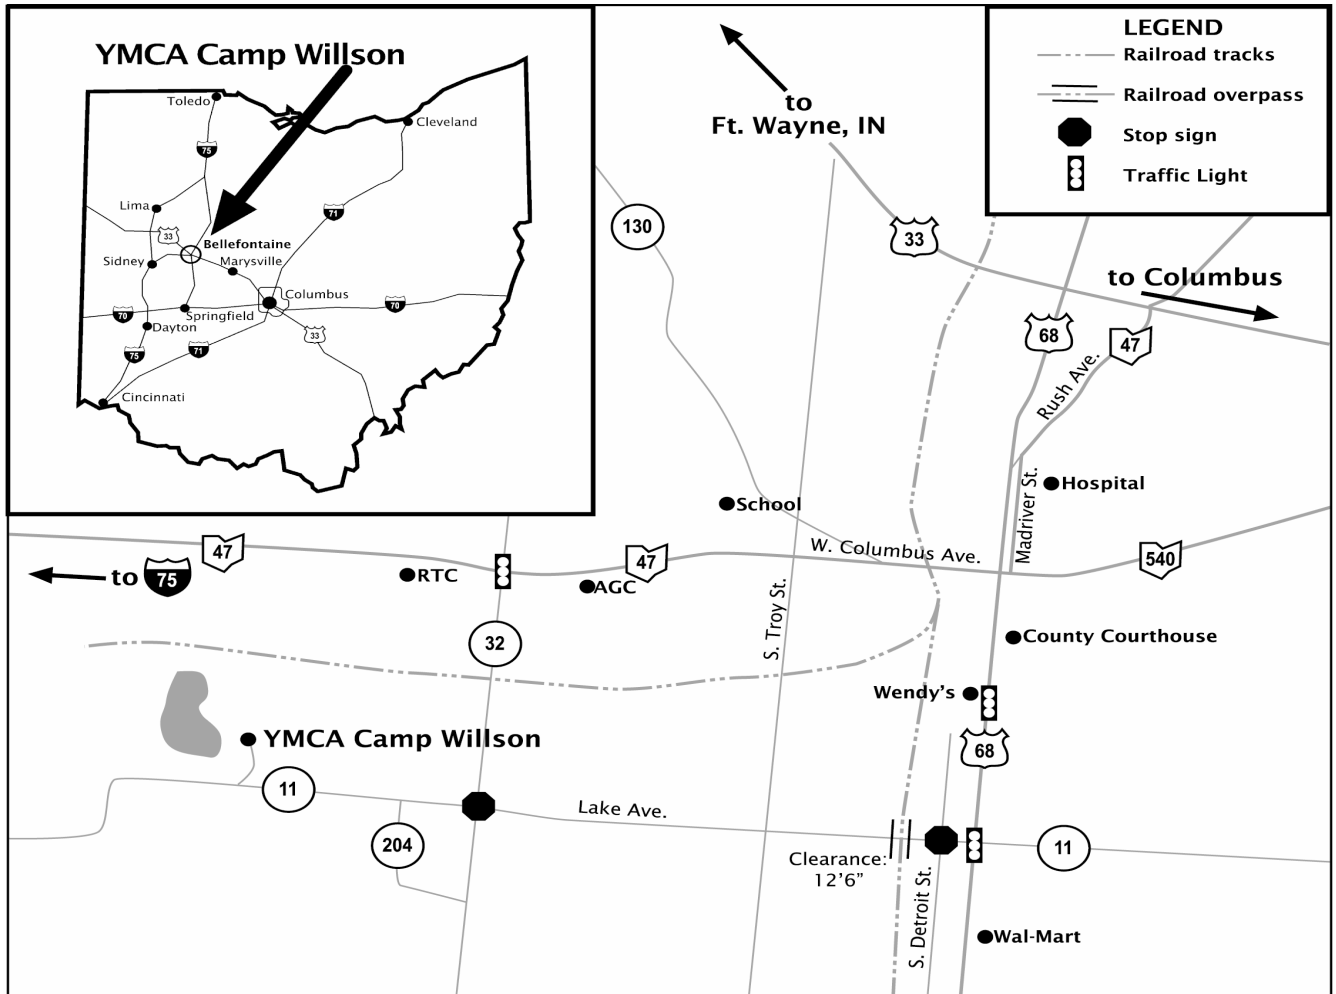 YMCA Camp Willson
Toledo
Cleveland
75
71
Lima
33
Bellefontaine
Sidney
Marysville
Columbus
70
70
Springfield
Dayton
33
75
71
Cincinnati
LEGEND
Railroad tracks
Railroad overpass
Stop sign
Traffic Light
to
Ft. Wayne, IN
130
33
to Columbus
68
47
Rush Ave.
Hospital
School
Madriver St.
W. Columbus Ave.
47
47
540
to 75
RTC
AGC
S. Troy St.
32
County Courthouse
Wendy's
68
YMCA Camp Willson
11
Lake Ave.
204
Clearance:
12'6”
11
S. Detroit St.
Wal-Mart